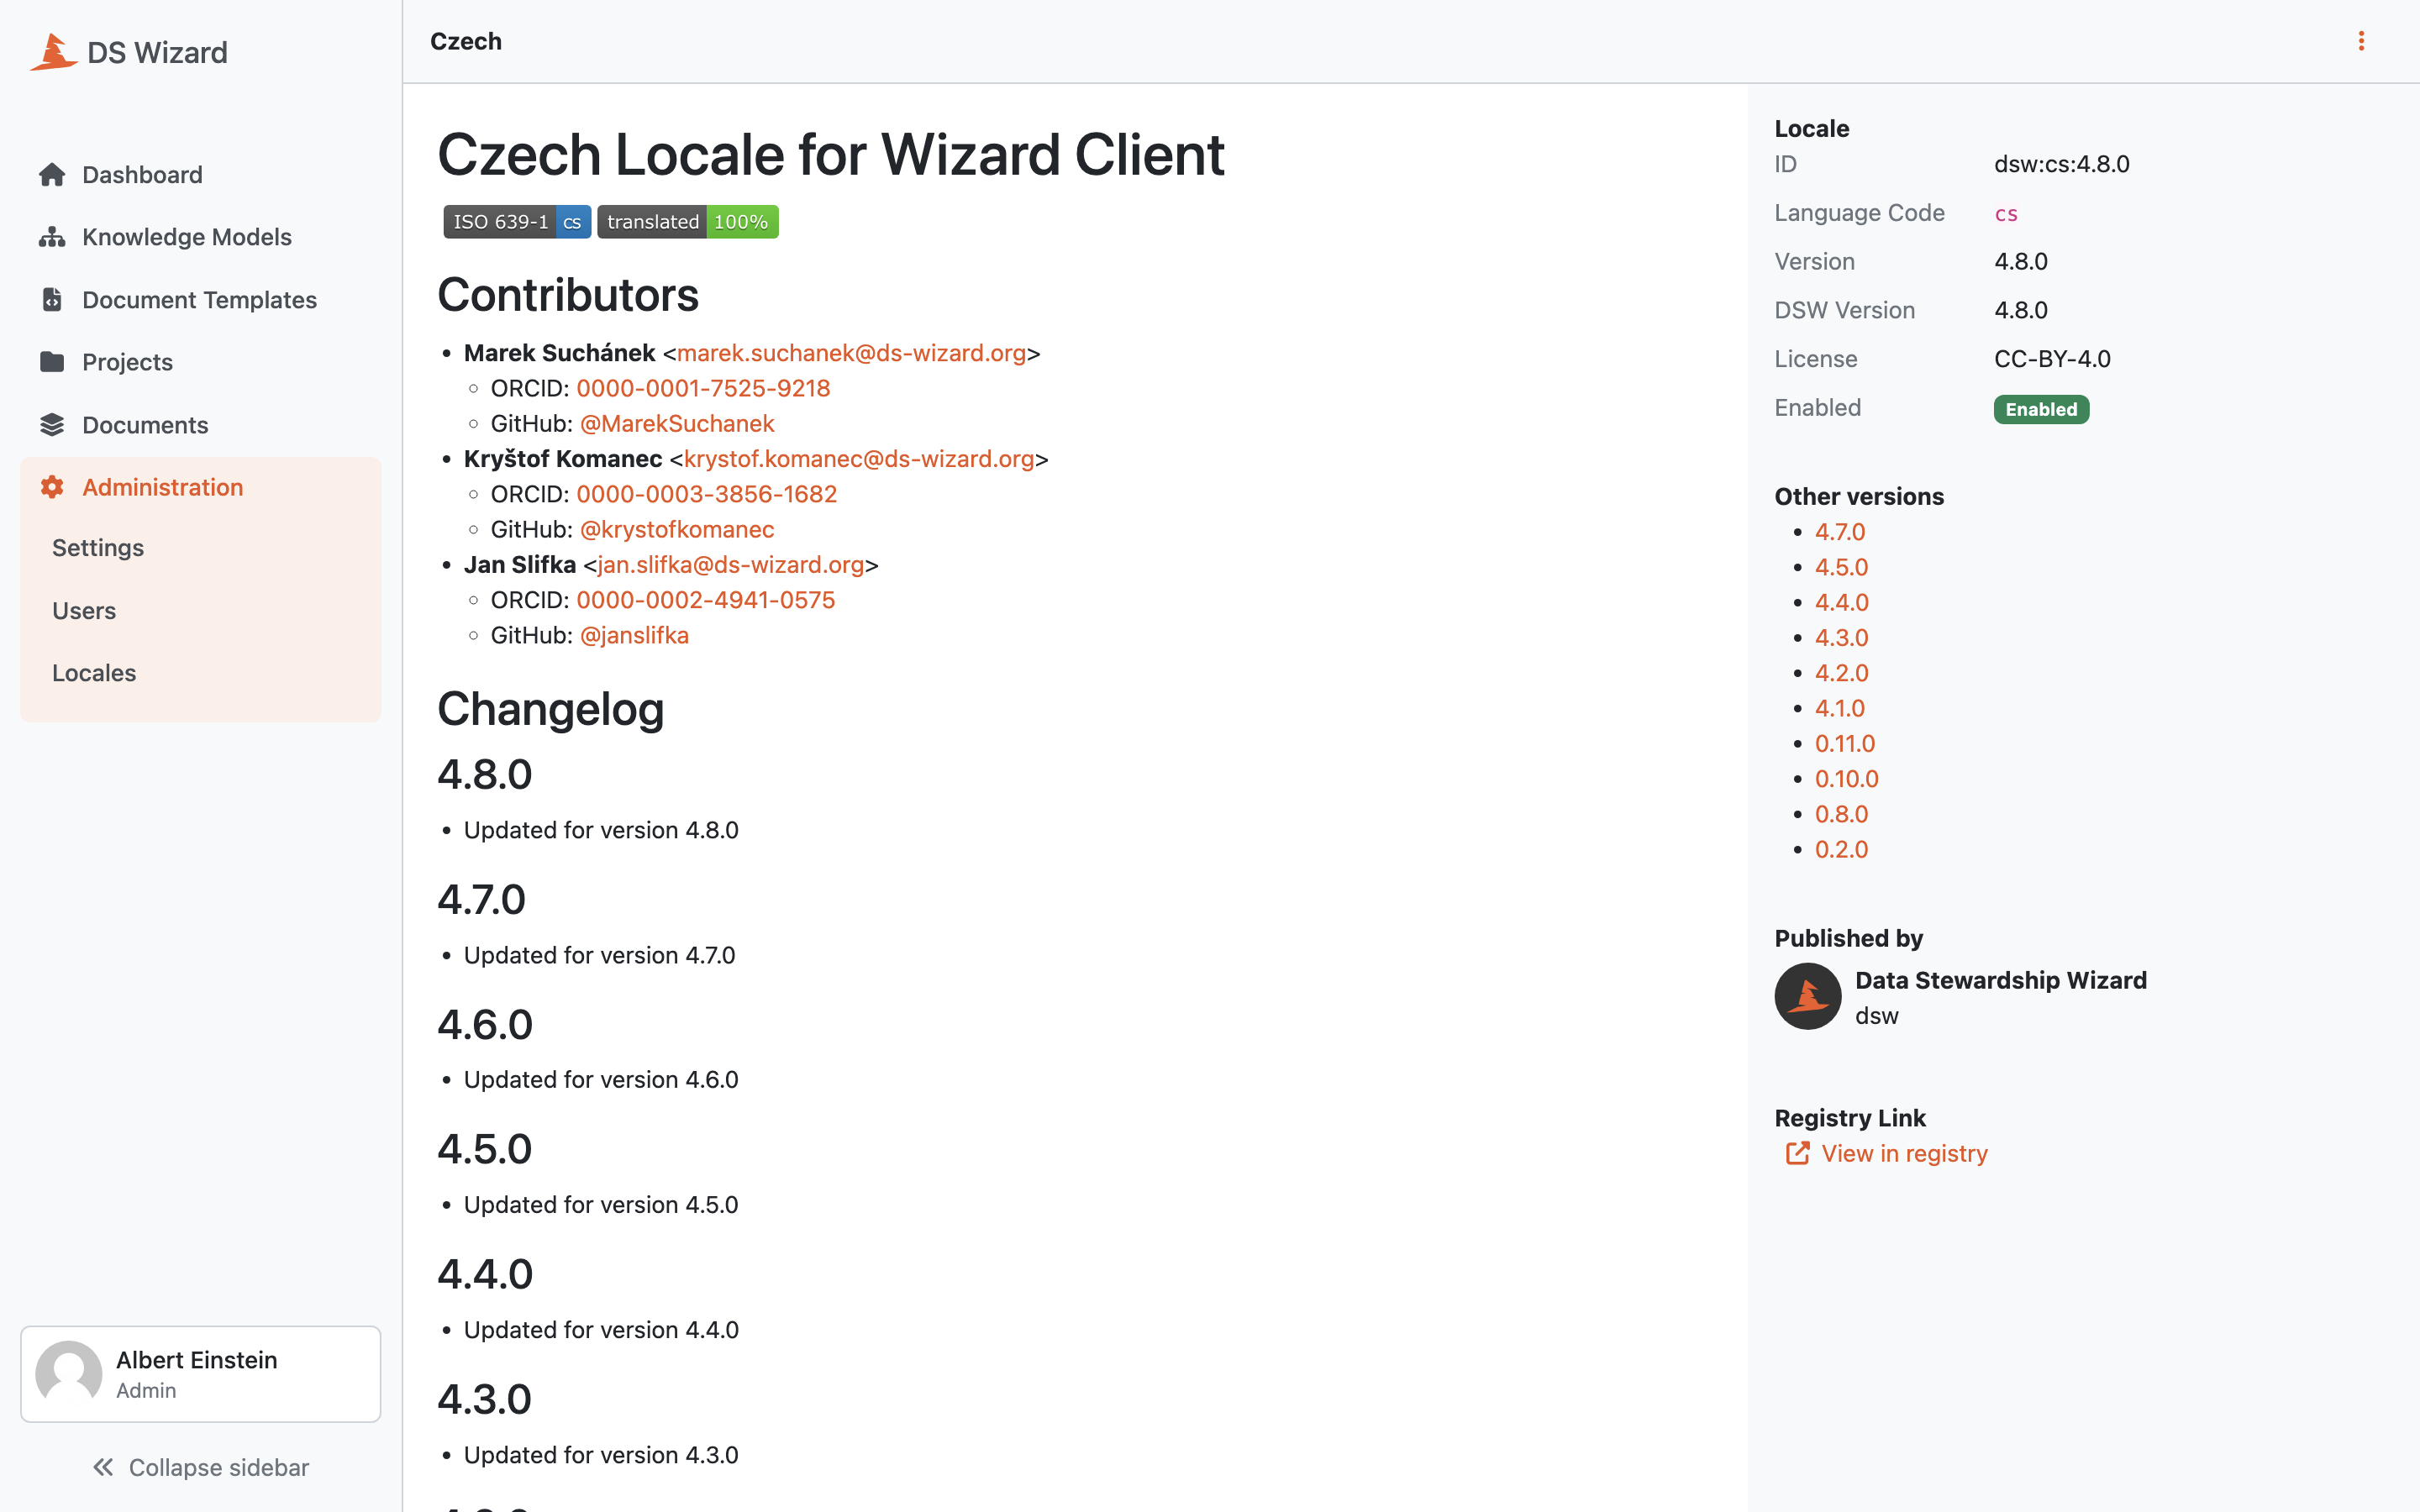 DS Wizard
Dashboard
Knowledge Models
Document Templates
Projects
Documents
Administration
Settings
Users
Locales
Albert Einstein
Admin
Collapse sidebar
Czech
Czech Locale for Wizard Client
ISO 639-1 cs translated 100%
Contributors
• Marek Suchánek <marek.suchanek@ds-wizard.org>
◦ ORCID: 0000-0001-7525-9218
◦ GitHub: @MarekSuchanek
• Kryštof Komanec <krystof.komanec@ds-wizard.org>
◦ ORCID: 0000-0003-3856-1682
◦ GitHub: @krystofkomanec
• Jan Slifka <jan.slifka@ds-wizard.org>
◦ ORCID: 0000-0002-4941-0575
◦ GitHub: @janslifka
Changelog
4.8.0
• Updated for version 4.8.0
4.7.0
• Updated for version 4.7.0
4.6.0
• Updated for version 4.6.0
4.5.0
• Updated for version 4.5.0
4.4.0
• Updated for version 4.4.0
4.3.0
• Updated for version 4.3.0
Locale
ID dsw:cs:4.8.0
Language Code cs
Version 4.8.0
DSW Version 4.8.0
License CC-BY-4.0
Enabled Enabled
Other versions
• 4.7.0
• 4.5.0
• 4.4.0
• 4.3.0
• 4.2.0
• 4.1.0
• 0.11.0
• 0.10.0
• 0.8.0
• 0.2.0
Published by
Data Stewardship Wizard
dsw
Registry Link
View in registry